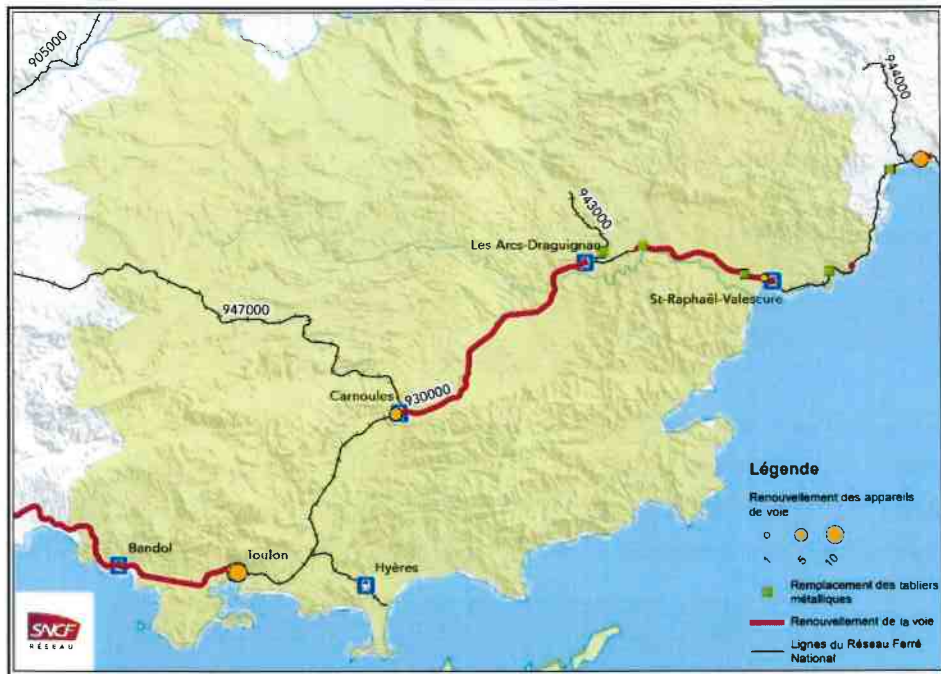 905000
944000
943000
Les Arcs-Draguignan
St-Raphaël-Valescure
947000
Carnoules
930000
Légende
Renouvellement des appareils
de voie
1 5 10
Bandol
Toulon
Hyères
Remplacement des tabliers
métalliques
Renouvellement de la voie
Lignes du Réseau Ferré
National
SNCF
RÉSEAU